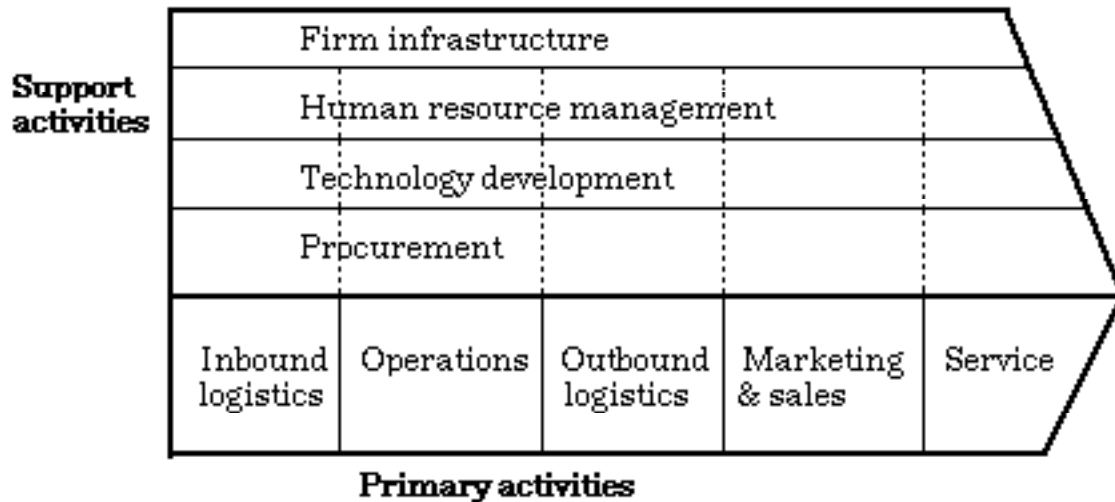 Firm infrastructure
Support
activities
Human resource management
Technology development
Procurement
Inbound
logistics
Operations
Outbound
logistics
Marketing
& sales
Service
Primary activities